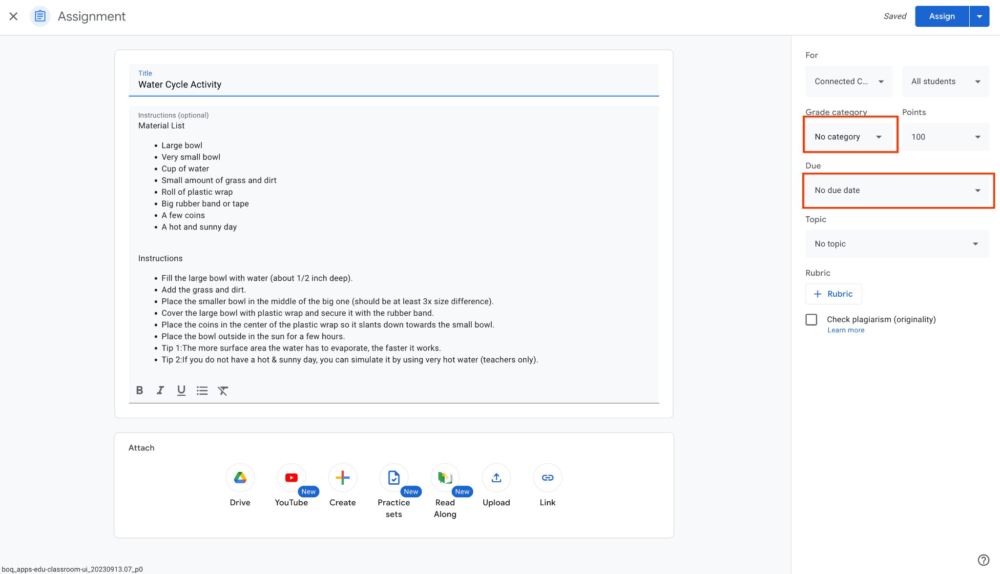 Assignment
Saved
Assign
Title
Water Cycle Activity
Instructions (optional)
Material List
• Large bowl
• Very small bowl
• Cup of water
• Small amount of grass and dirt
• Roll of plastic wrap
• Big rubber band or tape
• A few coins
• A hot and sunny day
Instructions
• Fill the large bowl with water (about 1/2 inch deep).
• Add the grass and dirt.
• Place the smaller bowl in the middle of the big one (should be at least 3x size difference).
• Cover the large bowl with plastic wrap and secure it with the rubber band.
• Place the coins in the center of the plastic wrap so it slants down towards the small bowl.
• Place the bowl outside in the sun for a few hours.
• Tip 1:The more surface area the water has to evaporate, the faster it works.
• Tip 2:If you do not have a hot & sunny day, you can simulate it by using very hot water (teachers only).
B I U
Attach
Drive
New
YouTube
Create
New
Practice
sets
New
Read
Along
Upload
Link
For
Connected C...
All students
Grade category
Points
No category
100
Due
No due date
Topic
No topic
Rubric
+ Rubric
Check plagiarism (originality)
Learn more
boq_apps-edu-classroom-ui_20230913.07_p0